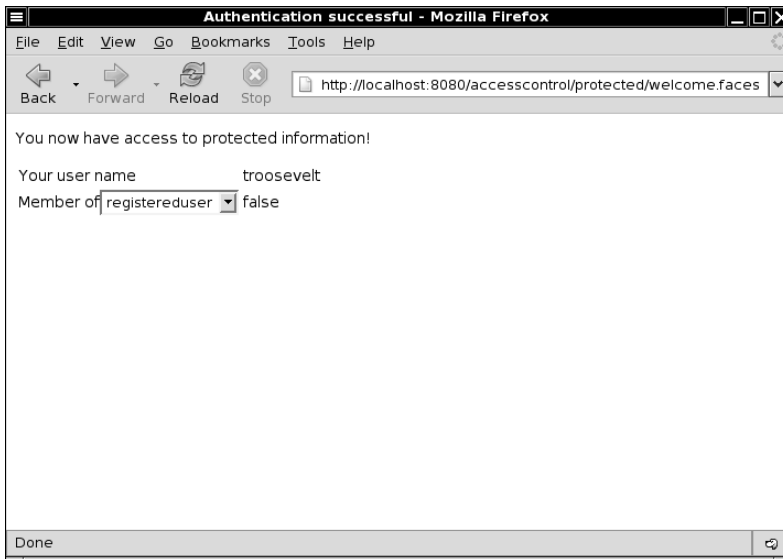 Authentication successful - Mozilla Firefox
File Edit View Go Bookmarks Tools Help
Back Forward Reload Stop http://localhost:8080/accesscontrol/protected/welcome.faces
You now have access to protected information!
Your user name troosevelt
Member of registereduser false
Done